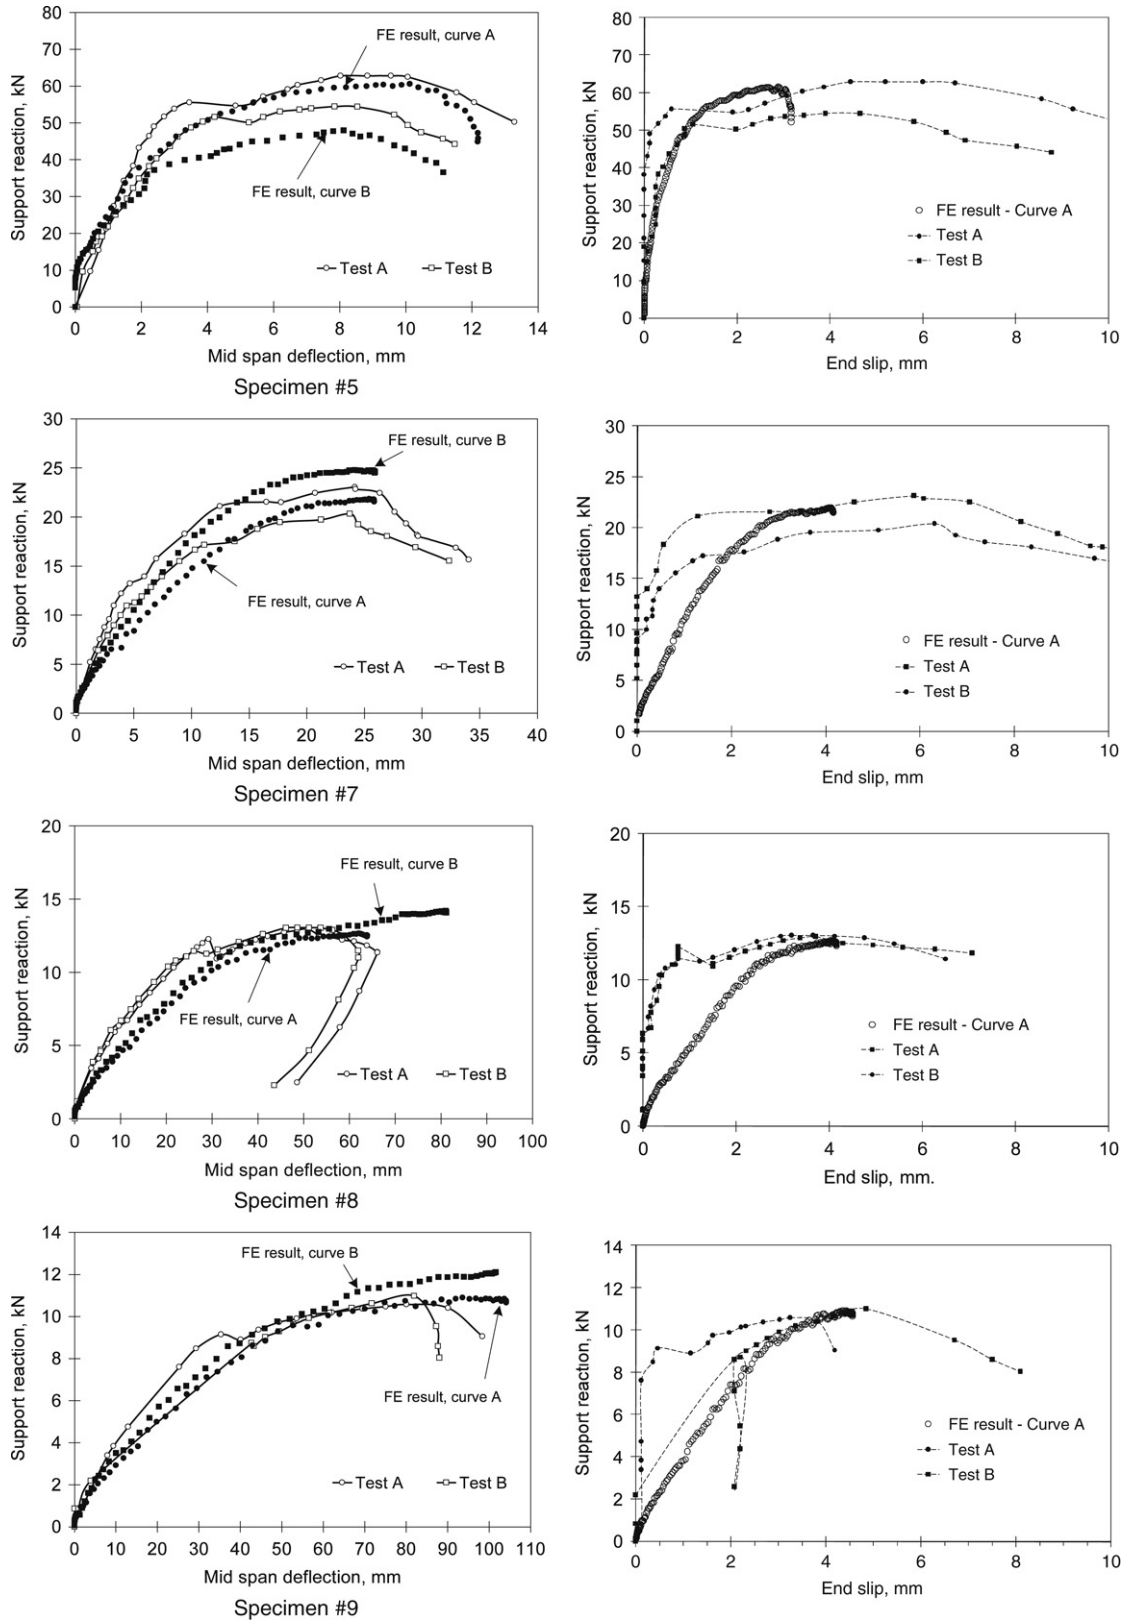 80
70
60
50
40
30
20
10
0
Support reaction, kN
FE result, curve A
FE result, curve B
Test A
Test B
0 2 4 6 8 10 12 14
Mid span deflection, mm
Specimen #5
80
70
60
50
40
30
20
10
0
Support reaction, kN
FE result - Curve A
Test A
Test B
0 2 4 6 8 10
End slip, mm
30
25
20
15
10
5
0
Support reaction, kN
FE result, curve B
FE result, curve A
Test A
Test B
0 5 10 15 20 25 30 35 40
Mid span deflection, mm
Specimen #7
30
25
20
15
10
5
0
Support reaction, kN
FE result - Curve A
Test A
Test B
0 2 4 6 8 10
End slip, mm
20
15
10
5
0
Support reaction, kN
FE result, curve B
FE result, curve A
Test A
Test B
0 10 20 30 40 50 60 70 80 90 100
Mid span deflection, mm
Specimen #8
20
15
10
5
0
Support reaction, kN
FE result - Curve A
Test A
Test B
0 2 4 6 8 10
End slip, mm.
14
12
10
8
6
4
2
0
Support reaction, kN
FE result, curve B
FE result, curve A
Test A
Test B
0 10 20 30 40 50 60 70 80 90 100 110
Mid span deflection, mm
Specimen #9
14
12
10
8
6
4
2
0
Support reaction, kN
FE result - Curve A
Test A
Test B
0 2 4 6 8 10
End slip, mm